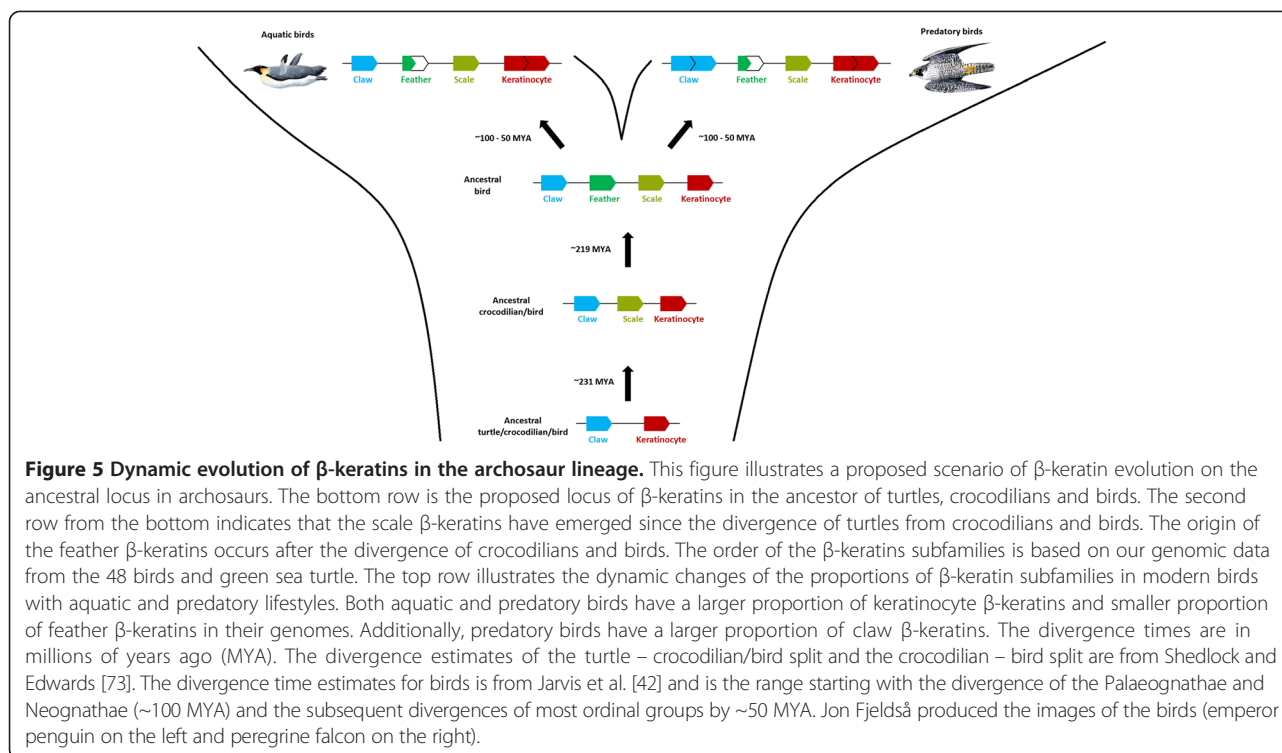 Aquatic birds
Predatory birds
Claw Feather Scale Keratinocyte
Claw Feather Scale Keratinocyte
~100 - 50 MYA
~100 - 50 MYA
Ancestral
bird
Claw Feather Scale Keratinocyte
~219 MYA
Ancestral
crocodilian/bird
Claw Scale Keratinocyte
~231 MYA
Ancestral
turtle/crocodilian/bird
Claw Keratinocyte
Figure 5 Dynamic evolution of β-keratins in the archosaur lineage. This figure illustrates a proposed scenario of β-keratin evolution on the
ancestral locus in archosaurs. The bottom row is the proposed locus of β-keratins in the ancestor of turtles, crocodilians and birds. The second
row from the bottom indicates that the scale β-keratins have emerged since the divergence of turtles from crocodilians and birds. The origin of
the feather β-keratins occurs after the divergence of crocodilians and birds. The order of the β-keratins subfamilies is based on our genomic data
from the 48 birds and green sea turtle. The top row illustrates the dynamic changes of the proportions of β-keratin subfamilies in modern birds
with aquatic and predatory lifestyles. Both aquatic and predatory birds have a larger proportion of keratinocyte β-keratins and smaller proportion
of feather β-keratins in their genomes. Additionally, predatory birds have a larger proportion of claw β-keratins. The divergence times are in
millions of years ago (MYA). The divergence estimates of the turtle – crocodilian/bird split and the crocodilian – bird split are from Shedlock and
Edwards [73]. The divergence time estimates for birds is from Jarvis et al. [42] and is the range starting with the divergence of the Palaeognathae and
Neognathae (~100 MYA) and the subsequent divergences of most ordinal groups by ~50 MYA. Jon Fjeldså produced the images of the birds (emperor
penguin on the left and peregrine falcon on the right).